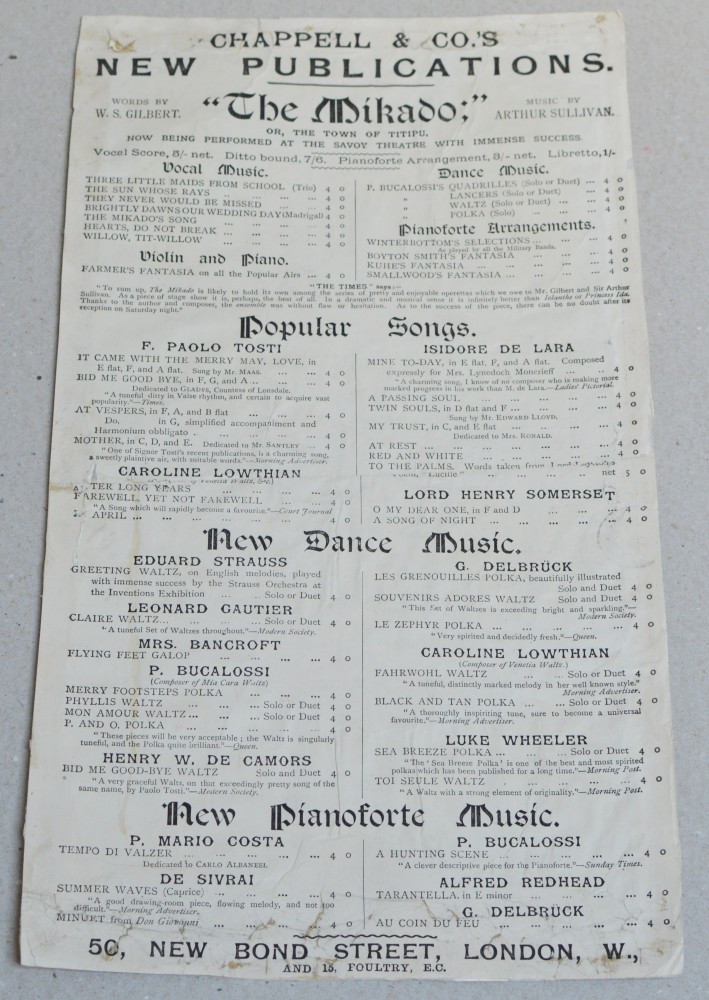 CHAPPELL & CO.'S
NEW PUBLICATIONS.
WORDS BY
W. S. GILBERT.
"The Mikado;"
MUSIC BY
ARTHUR SULLIVAN.
OR, THE TOWN OF TITIPU.
NOW BEING PERFORMED AT THE SAVOY THEATRE WITH IMMENSE SUCCESS
Vocal Score, 5/- net. Ditto bound, 7/6. Pianoforte Arrangement, 3/- net. Libretto, 1/-
Vocal Music.
THREE LITTLE MAIDS FROM SCHOOL (Trio) 4 0
THE SUN WHOSE RAYS ... ... ... ... 4 0
THEY NEVER WOULD BE MISSED ... ... 4 0
BRIGHTLY DAWNS OUR WEDDING DAY (Madrigal) 4 0
THE MIKADO'S SONG ... ... ... ... 4 0
HEARTS, DO NOT BREAK ... ... ... ... 4 0
WILLOW, TIT-WILLOW ... ... ... ... 4 0
Violin and Piano.
FARMER'S FANTASIA on all the Popular Airs ... ... 4 0
Dance Music.
P. BUCALOSSI'S QUADRILLES (Solo or Duet) ... 4 0
" LANCERS (Solo or Duet) ... 4 0
" WALTZ (Solo or Duet) ... ... 4 0
" POLKA (Solo) ... ... ... 4 0
Pianoforte Arrangements.
WINTERBOTTOM'S SELECTIONS ... ... ... 4 0
As played by all the Military Bands.
BOYTON SMITH'S FANTASIA ... ... ... 4 0
KUHE'S FANTASIA ... ... ... ... 4 0
SMALLWOOD'S FANTASIA ... ... ... ... 4 0
"THE TIMES" says:—
"To sum up, The Mikado is likely to hold its own among the series of pretty and enjoyable operettas which we owe to Mr. Gilbert and Sir Arthur
Sullivan. As a piece of stage show it is, perhaps, the best of all. In a dramatic and musical sense it is infinitely better than Iolanthe or Princess Ida.
Thanks to the author and composer, the ensemble was without flaw or hesitation. As to the success of the piece, there can be no doubt after its
reception on Saturday night."
Popular Songs.
F. PAOLO TOSTI
IT CAME WITH THE MERRY MAY, LOVE, in
E flat, F, and A flat. Sung by Mr. MAAS. ... ... ... 4 0
BID ME GOOD BYE, in F, G, and A ... ... ... ... 4 0
Dedicated to GLADYS, Countess of Lonsdale.
"A tuneful ditty in Valse rhythm, and certain to acquire vast
popularity."—Times.
AT VESPERS, in F, A, and B flat ... ... ... 4 0
Do. in G, simplified accompaniment and
Harmonium obbligato ... ... ... ... ... 4 0
MOTHER, in C, D, and E. Dedicated to Mr. SANTLEY ... 4 0
"One of Signor Tosti's recent publications, is a charming song,
a sweetly plaintive air, with suitable words."—Morning Advertiser.
CAROLINE LOWTHIAN
AFTER LONG YEARS ... ... ... ... 4 0
FAREWELL, YET NOT FAREWELL ... ... ... 4 0
"A Song which will rapidly become a favourite."—Court Journal
APRIL ... ... ... ... ... ... 4 0
ISIDORE DE LARA
MINE TO-DAY, in E flat, F, and A flat. Composed
expressly for Mrs. Lynedoch Moncrieff ... ... 4 0
"A charming song, I know of no composer who is making more
marked progress in his work than M. de Lara."—Ladies' Pictorial.
A PASSING SOUL ... ... ... ... ... 4 0
TWIN SOULS, in D flat and F ... ... ... ... 4 0
Sung by Mr. EDWARD LLOYD.
MY TRUST, in C, and E flat ... ... ... ... 4 0
Dedicated to Mrs. RONALD.
AT REST ... ... ... ... ... ... 4 0
RED AND WHITE ... ... ... ... ... 4 0
TO THE PALMS. Words taken from
"Lucille" ... ... ... net 5 0
LORD HENRY SOMERSET
O MY DEAR ONE, in F and D ... ... ... 4 0
A SONG OF NIGHT ... ... ... ... ... 4 0
New Dance Music.
EDUARD STRAUSS
GREETING WALTZ, on English melodies, played
with immense success by the Strauss Orchestra at
the Inventions Exhibition ... ... Solo or Duet 4 0
LEONARD GAUTIER
CLAIRE WALTZ ... ... ... ... Solo or Duet 4 0
"A tuneful Set of Waltzes throughout."—Modern Society.
MRS. BANCROFT
FLYING FEET GALOP ... ... ... ... 4 0
P. BUCALOSSI
(Composer of Mia Cara Waltz)
MERRY FOOTSTEPS POLKA ... ... ... ... 4 0
PHYLLIS WALTZ ... ... ... Solo or Duet 4 0
MON AMOUR WALTZ ... ... ... Solo or Duet 4 0
P. AND O. POLKA ... ... ... ... ... 4 0
"These pieces will be very acceptable; the Waltz is singularly
tuneful, and the Polka quite brilliant."—Queen.
HENRY W. DE CAMORS
BID ME GOOD-BYE WALTZ Solo and Duet 4 0
"A very graceful Waltz, on that exceedingly pretty song of the
same name, by Paolo Tosti."—Modern Society.
G. DELBRÜCK
LES GRENOUILLES POLKA, beautifully illustrated
Solo and Duet 4 0
SOUVENIRS ADORES WALTZ Solo and Duet 4 0
"This Set of Waltzes is exceeding bright and sparkling."—
Modern Society.
LE ZEPHYR POLKA ... ... ... ... ... 4 0
"Very spirited and decidedly fresh."—Queen.
CAROLINE LOWTHIAN
(Composer of Venetia Waltz.)
FAHRWOHL WALTZ ... ... ... Solo or Duet 4 0
"A tuneful, distinctly marked melody in her well known style."
Morning Advertiser.
BLACK AND TAN POLKA ... ... Solo or Duet 4 0
"A thoroughly inspiriting tune, sure to become a universal
favourite."—Morning Advertiser.
LUKE WHEELER
SEA BREEZE POLKA ... ... ... Solo and Duet 4 0
"The 'Sea Breeze Polka' is one of the best and most spirited
polkas which has been published for a long time."—Morning Post.
TOI SEULE WALTZ ... ... ... ... ... 4 0
"A Waltz with a strong element of originality."—Morning Post.
New Pianoforte Music.
P. MARIO COSTA
TEMPO DI VALZER ... ... ... ... ... 4 0
Dedicated to CARLO ALBANESI.
DE SIVRAI
SUMMER WAVES (Caprice) ... ... ... ... 4 0
"A good drawing-room piece, flowing melody, and not too
difficult."—Morning Advertiser.
MINUET from Don Giovanni ... ... ... ... 4 0
P. BUCALOSSI
A HUNTING SCENE ... ... ... ... ... 4 0
"A clever descriptive piece for the Pianoforte."—Sunday Times.
ALFRED REDHEAD
TARANTELLA, in E minor ... ... ... ... 4 0
G. DELBRÜCK
AU COIN DU FEU ... ... ... ... ... 4 0
50, NEW BOND STREET, LONDON, W.,
AND 15, POULTRY, E.C.